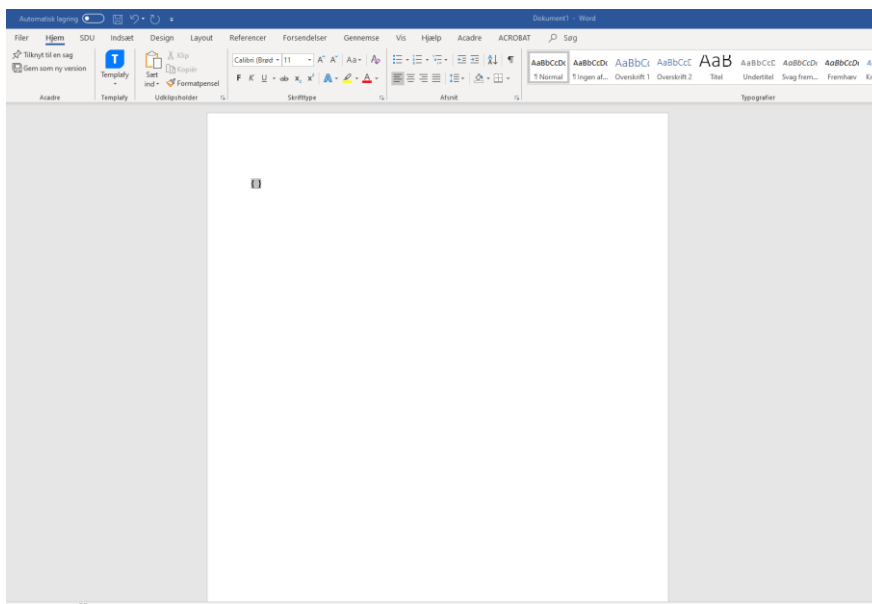 Automatisk lagring
Dokument1 - Word
Filer Hjem SDU Indsæt Design Layout Referencer Forsendelser Gennemse Vis Hjælp Acadre ACROBAT Søg
Tilknyt til en sag
Gem som ny version
Acadre
T
Templafy
Templafy
Sæt ind
Klip
Kopiér
Formatpensel
Udklipsholder
Calibri (Brød 11 A A Aa A
F K U ab x, x' A A
Skrifttype
Afsnit
AaBbCcDc AaBbCcDc AaBbCc AaBbCcE AaB AaBbCcE AaBbCcDc AaBbCcDc
¶ Normal ¶ Ingen af... Overskrift 1 Overskrift 2 Titel Undertitel Svag frem... Fremhæv
Typografier
{ }